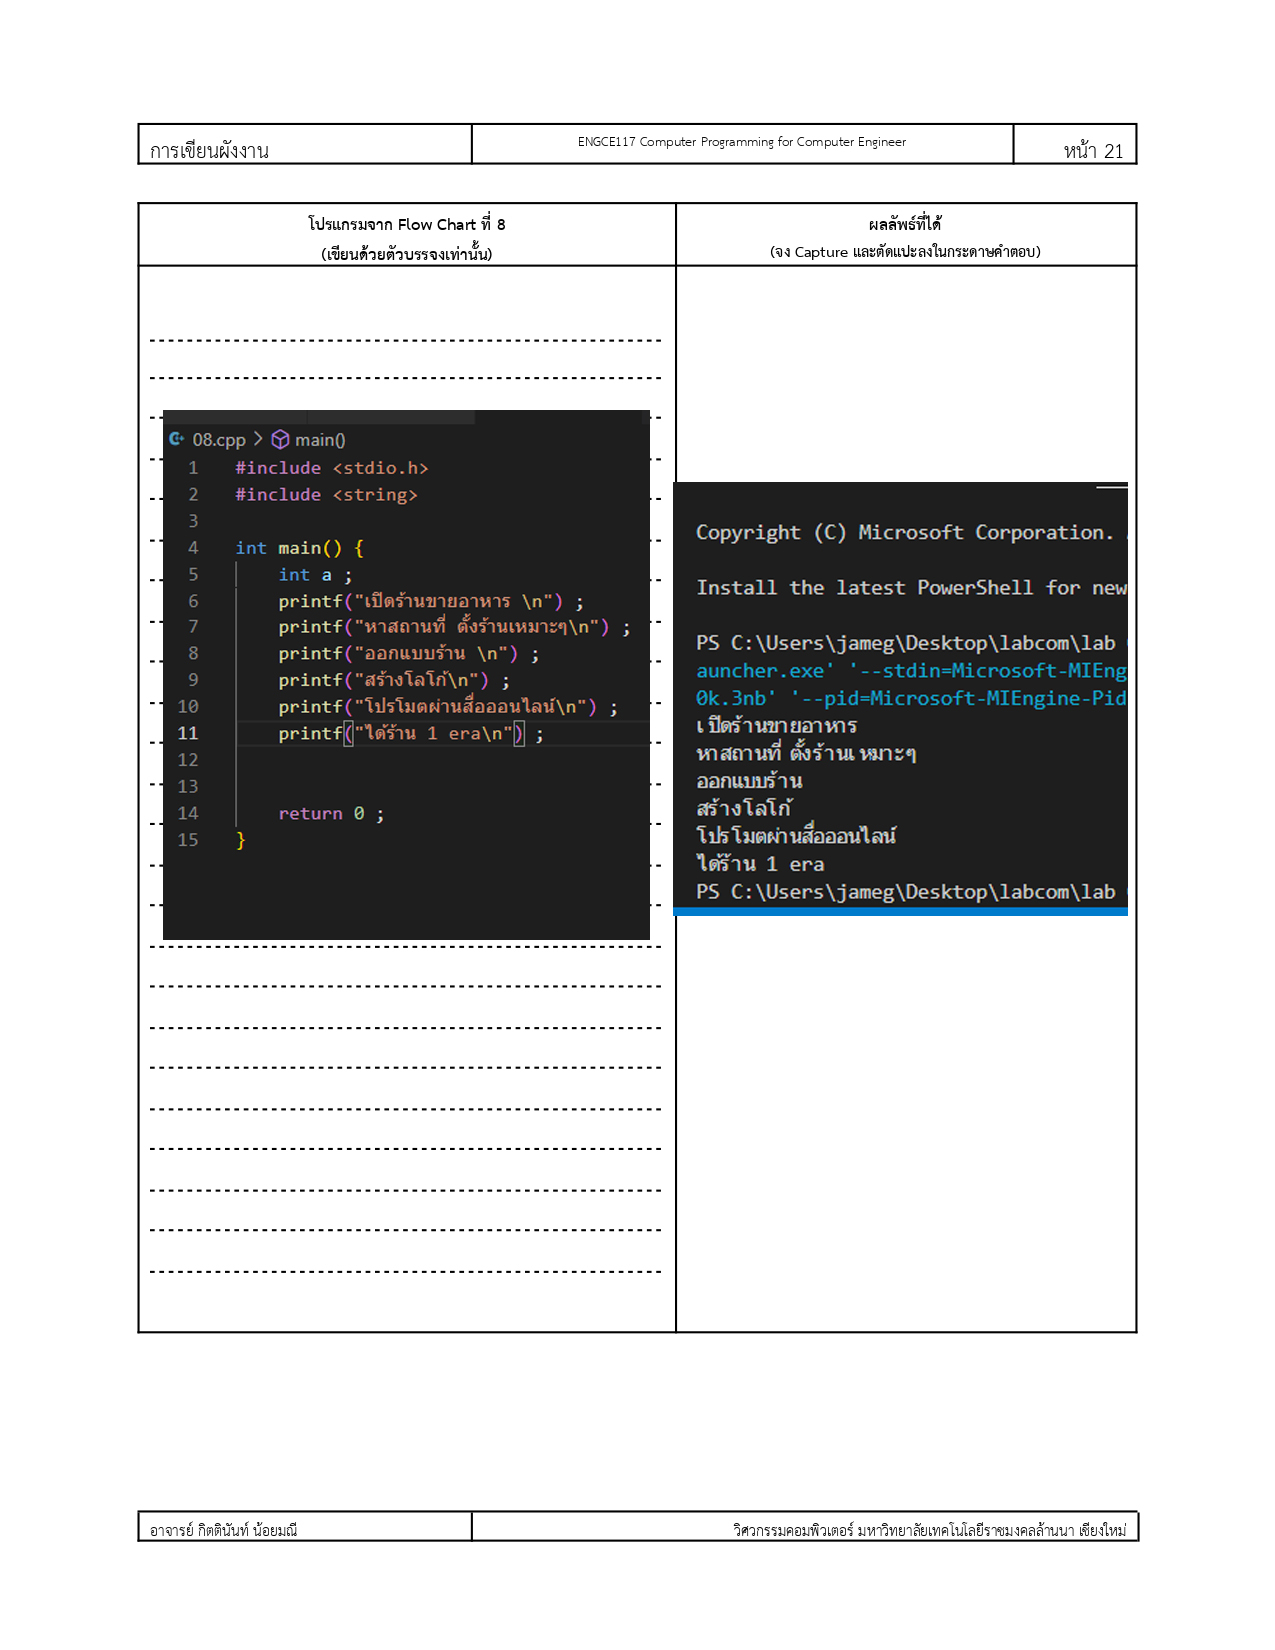 การเขียนผังงาน
ENGCE117 Computer Programming for Computer Engineer
หน้า 21
โปรแกรมจาก Flow Chart ที่ 8
(เขียนด้วยตัวบรรจงเท่านั้น)
ผลลัพธ์ที่ได้
(จง Capture และตัดแปะลงในกระดาษคำตอบ)
08.cpp > main()
1 #include <stdio.h>
2 #include <string>
3
4 int main() {
5 int a ;
6 printf("เปิดร้านขายอาหาร \n") ;
7 printf("หาสถานที่ ตั้งร้านเหมาะๆ\n") ;
8 printf("ออกแบบร้าน \n") ;
9 printf("สร้างโลโก้\n") ;
10 printf("โปรโมตผ่านสื่อออนไลน์\n") ;
11 printf("ได้ร้าน 1 era\n") ;
12
13
14 return 0 ;
15 }
Copyright (C) Microsoft Corporation.
Install the latest PowerShell for new
PS C:\Users\jameg\Desktop\labcom\lab
auncher.exe' '--stdin=Microsoft-MIEng
0k.3nb' '--pid=Microsoft-MIEngine-Pid
เปิดร้านขายอาหาร
หาสถานที่ ตั้งร้านเหมาะๆ
ออกแบบร้าน
สร้างโลโก้
โปรโมตผ่านสื่อออนไลน์
ได้ร้าน 1 era
PS C:\Users\jameg\Desktop\labcom\lab
อาจารย์ กิตตินันท์ น้อยมณี
วิศวกรรมคอมพิวเตอร์ มหาวิทยาลัยเทคโนโลยีราชมงคลล้านนา เชียงใหม่